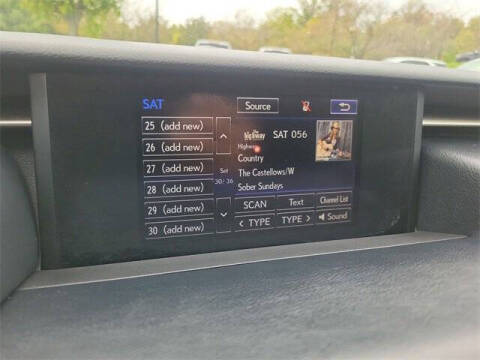 SAT
Source
25 (add new)
26 (add new)
27 (add new)
28 (add new)
29 (add new)
30 (add new)
Set
30/36
The Highway
SAT 056
Highway
Country
The Castellows/W
Sober Sundays
SCAN
Text
Channel List
< TYPE
TYPE >
Sound